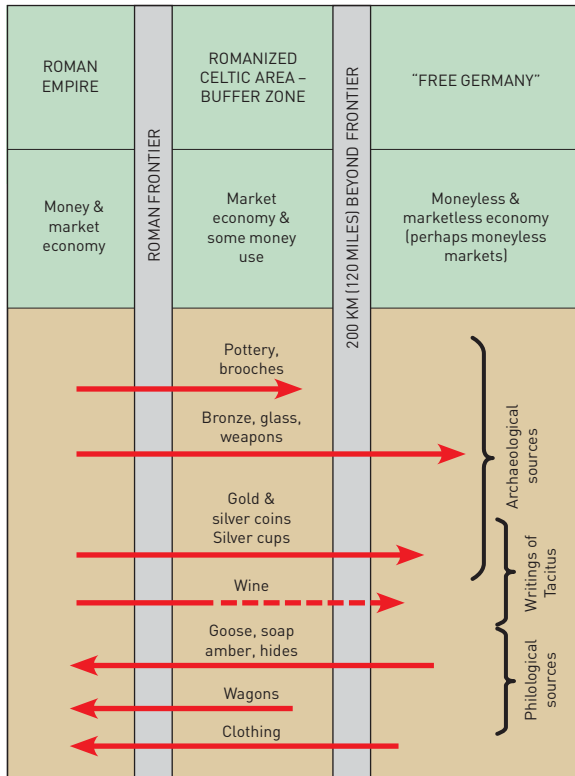 ROMAN
EMPIRE
ROMAN FRONTIER
ROMANIZED
CELTIC AREA –
BUFFER ZONE
200 KM (120 MILES) BEYOND FRONTIER
“FREE GERMANY”
Money &
market
economy
Market
economy &
some money
use
Moneyless &
marketless economy
(perhaps moneyless
markets)
Pottery,
brooches
Bronze, glass,
weapons
Gold &
silver coins
Silver cups
Wine
Goose, soap
amber, hides
Wagons
Clothing
Archaeological
sources
Writings of
Tacitus
Philological
sources